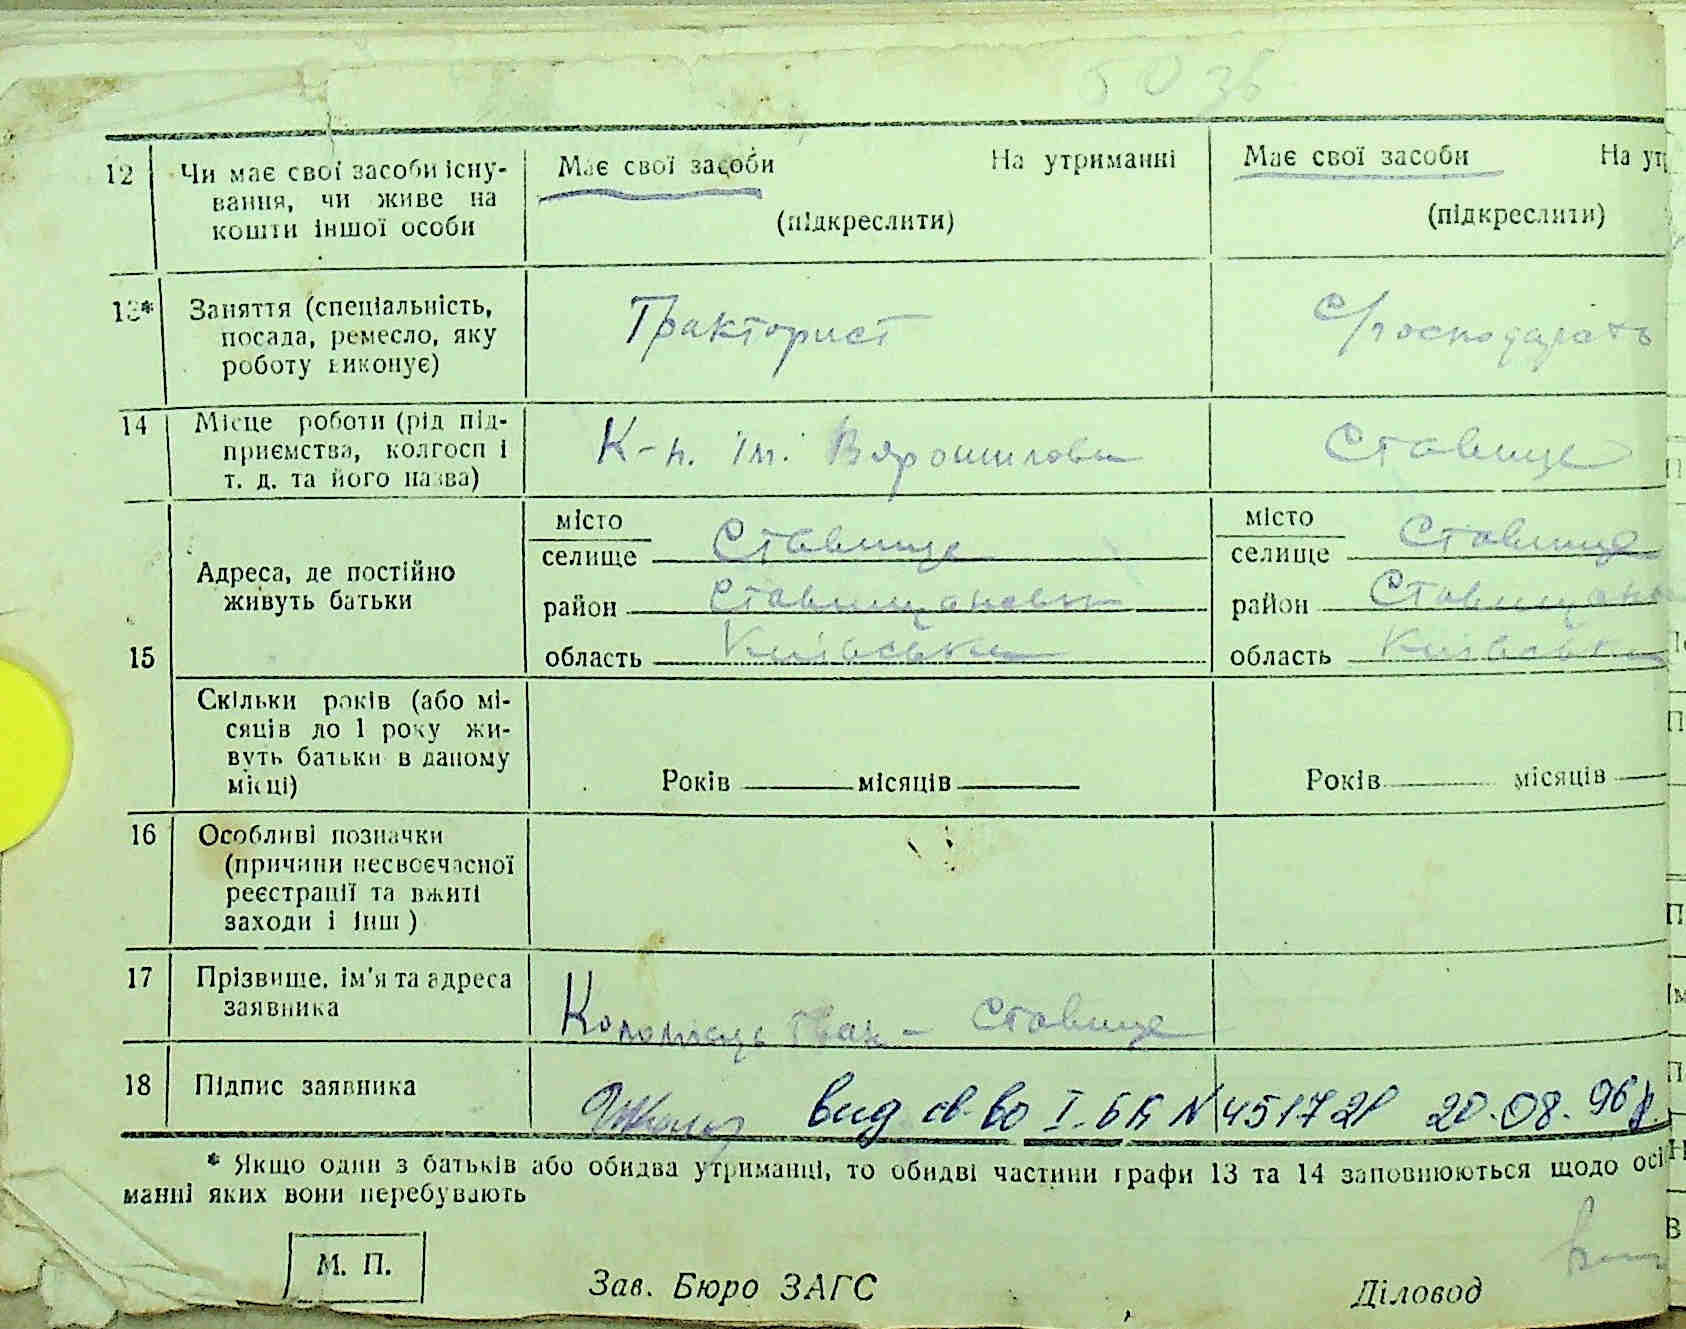 12 Чи має свої засоби існу- Має свої засоби На утриманні Має свої засоби На ут
вання, чи живе на
кошти іншої особи (підкреслити) (підкреслити)
13* Заняття (спеціальність, Тракторист с/господарств
посада, ремесло, яку
роботу виконує)
14 Місце роботи (рід під- К-п. ім. Ворошилова Ставище
приємства, колгосп і
т. д. та його назва)
15 Адреса, де постійно
живуть батьки
місто
селище Ставище
район Ставищанськ
область Київська
місто
селище Ставище
район Ставищан
область Київськ
Скільки років (або мі-
сяців до 1 року жи-
вуть батьки в даному
місці) Років місяців Років місяців
16 Особливі позначки
(причини несвоєчасної
реєстрації та вжиті
заходи і інш)
17 Прізвище, ім'я та адреса
заявника Коломієць Іван - Ставище
18 Підпис заявника вид св-во І-БК N 451721 20.08.96р.
* Якщо один з батьків або обидва утриманці, то обидві частини графи 13 та 14 заповнюються щодо осі
манні яких вони перебувають
М. П.
Зав. Бюро ЗАГС Діловод